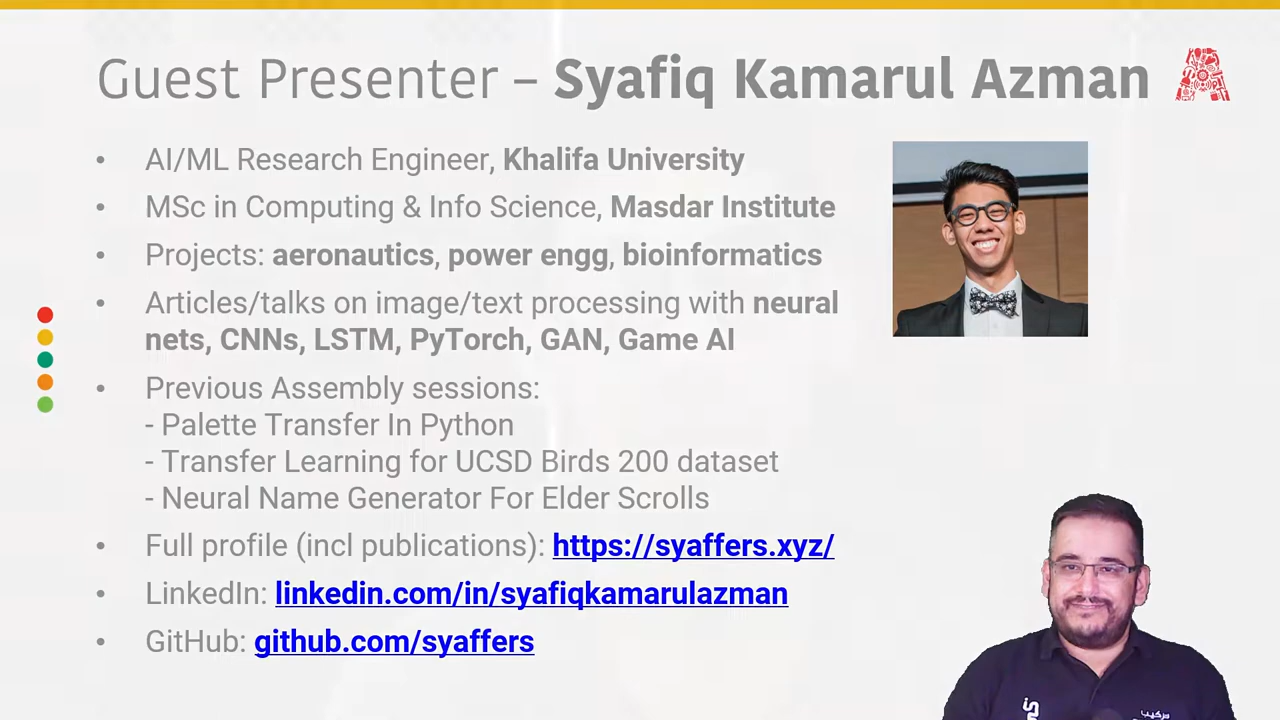 Guest Presenter – Syafiq Kamarul Azman
• AI/ML Research Engineer, Khalifa University
• MSc in Computing & Info Science, Masdar Institute
• Projects: aeronautics, power engg, bioinformatics
• Articles/talks on image/text processing with neural
nets, CNNs, LSTM, PyTorch, GAN, Game AI
• Previous Assembly sessions:
- Palette Transfer In Python
- Transfer Learning for UCSD Birds 200 dataset
- Neural Name Generator For Elder Scrolls
• Full profile (incl publications): https://syaffers.xyz/
• LinkedIn: linkedin.com/in/syafiqkamarulazman
• GitHub: github.com/syaffers